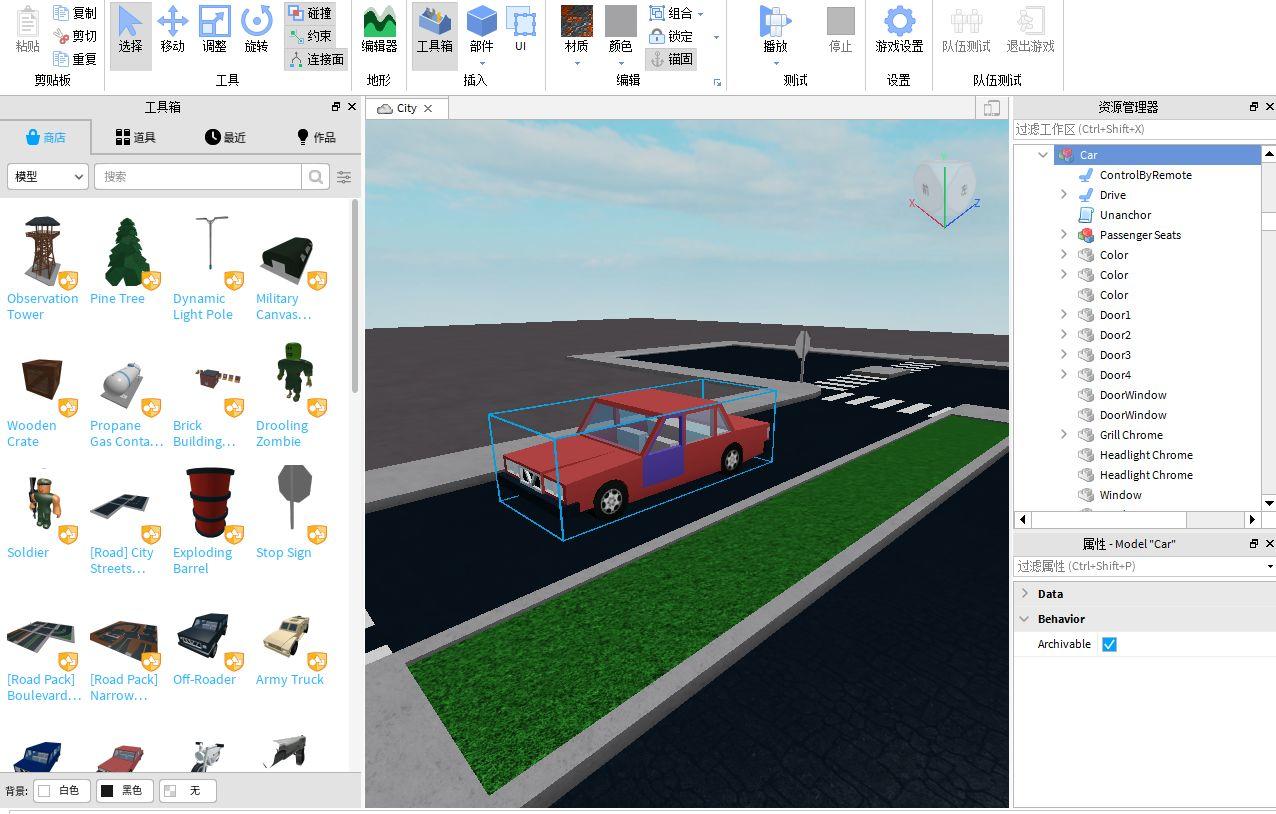 粘贴
复制
剪切
重复
剪贴板
选择
移动
调整
旋转
碰撞
约束
连接面
工具
编辑器
地形
工具箱
部件
UI
插入
材质
颜色
组合
锁定
锚固
编辑
播放
停止
测试
游戏设置
设置
队伍测试
退出游戏
队伍测试
工具箱
商店
道具
最近
作品
模型
搜索
Observation
Tower
Pine Tree
Dynamic
Light Pole
Military
Canvas...
Wooden
Crate
Propane
Gas Conta...
Brick
Building...
Drooling
Zombie
Soldier
[Road] City
Streets...
Exploding
Barrel
Stop Sign
[Road Pack]
Boulevard...
[Road Pack]
Narrow...
Off-Roader
Army Truck
背景:
白色
黑色
无
City
前
左
X
Z
资源管理器
过滤工作区 (Ctrl+Shift+X)
Car
ControlByRemote
Drive
Unanchor
Passenger Seats
Color
Color
Color
Door1
Door2
Door3
Door4
DoorWindow
DoorWindow
Grill Chrome
Headlight Chrome
Headlight Chrome
Window
属性 - Model "Car"
过滤属性 (Ctrl+Shift+P)
Data
Behavior
Archivable